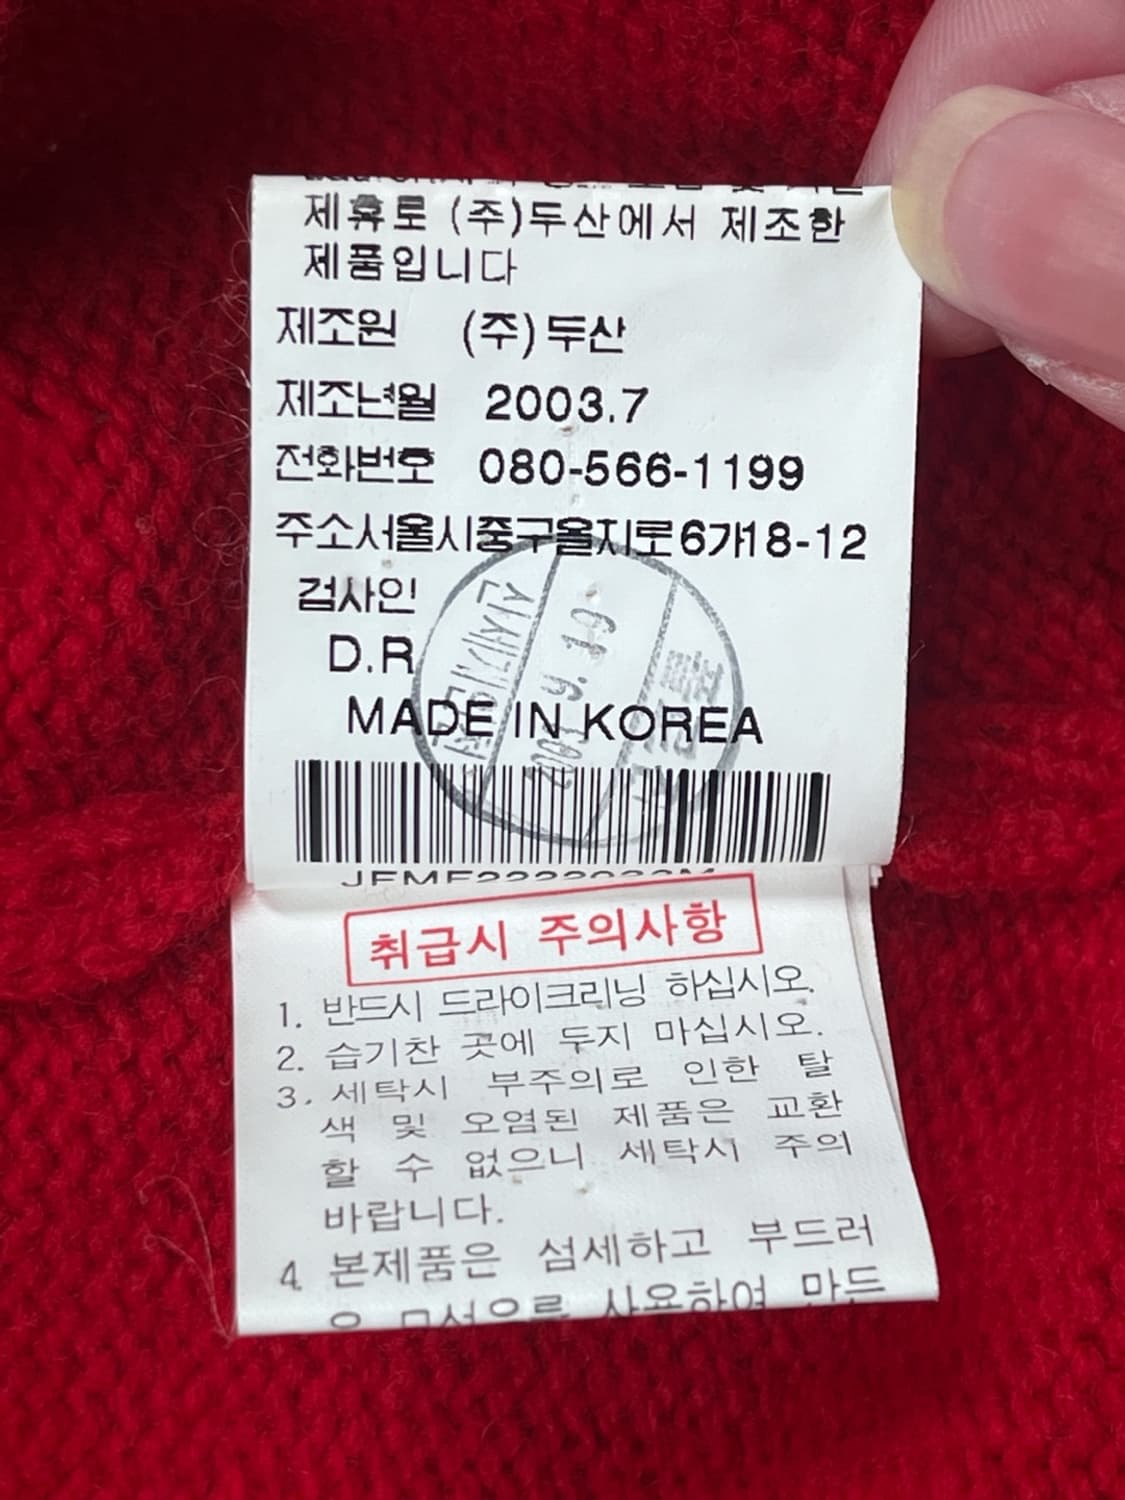 제휴로 (주)두산에서 제조한
제품입니다
제조원 (주)두산
제조년월 2003.7
전화번호 080-566-1199
주소서울시중구을지로6가18-12
검사인
D.R
MADE IN KOREA
취급시 주의사항
1. 반드시 드라이크리닝 하십시오.
2. 습기찬 곳에 두지 마십시오.
3. 세탁시 부주의로 인한 탈
색 및 오염된 제품은 교환
할 수 없으니 세탁시 주의
바랍니다.
4 본제품은 섬세하고 부드러
사용하여 만드